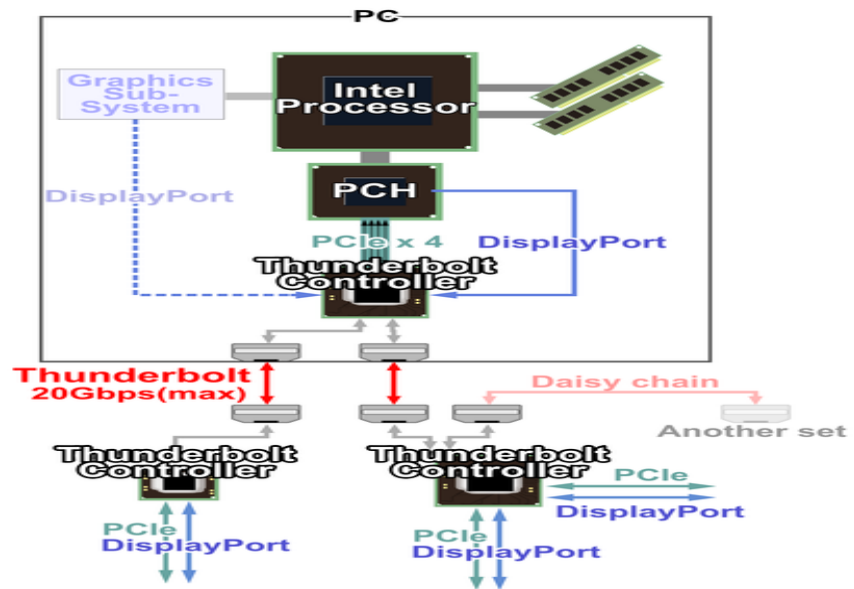 PC
Graphics
Sub-
System
Intel
Processor
DisplayPort
PCH
PCIe x 4
DisplayPort
Thunderbolt
Controller
Thunderbolt
20Gbps(max)
Daisy chain
Another set
Thunderbolt
Controller
Thunderbolt
Controller
PCIe
DisplayPort
PCIe
DisplayPort
PCIe
DisplayPort